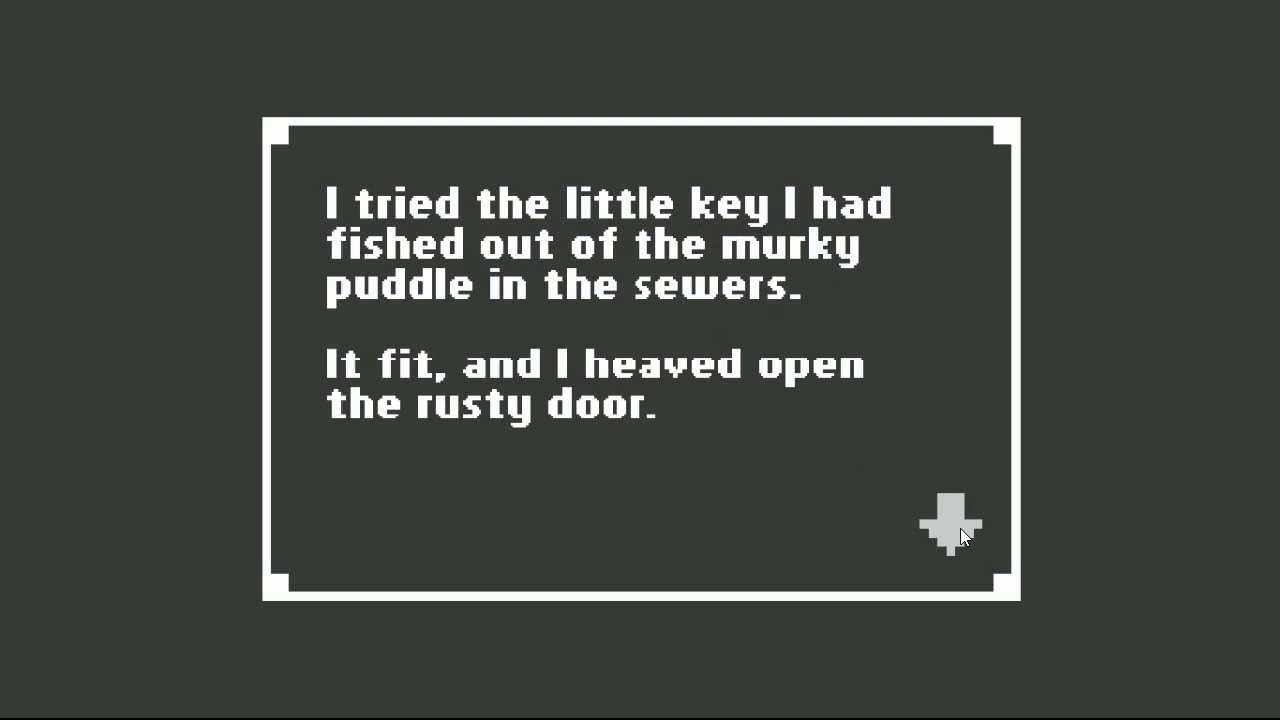 I tried the little key I had
fished out of the murky
puddle in the sewers.
It fit, and I heaved open
the rusty door.